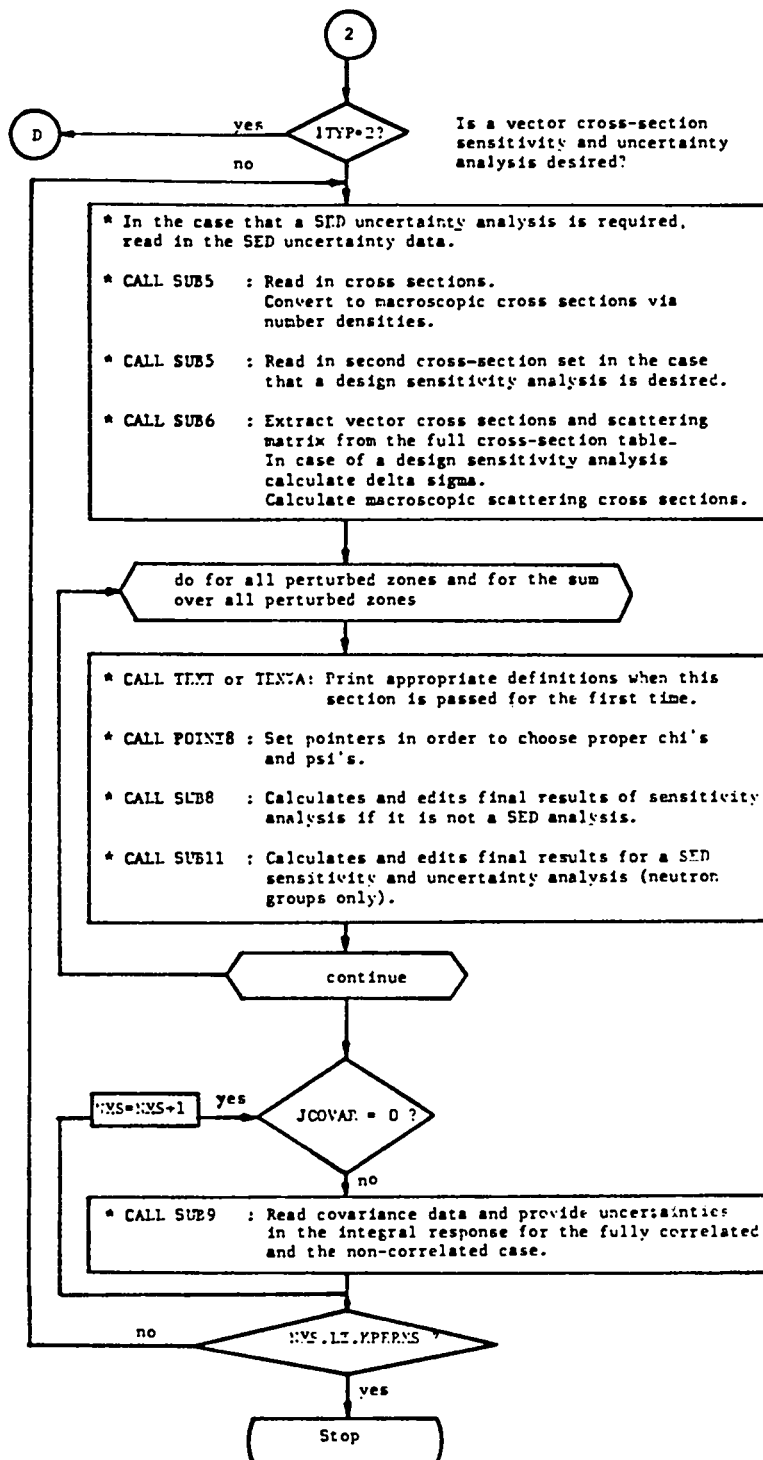 2
D
yes
ITYP=2?
Is a vector cross-section
sensitivity and uncertainty
analysis desired?
no
* In the case that a SED uncertainty analysis is required,
read in the SED uncertainty data.
* CALL SUB5 : Read in cross sections.
Convert to macroscopic cross sections via
number densities.
* CALL SUB5 : Read in second cross-section set in the case
that a design sensitivity analysis is desired.
* CALL SUB6 : Extract vector cross sections and scattering
matrix from the full cross-section table.
In case of a design sensitivity analysis
calculate delta sigma.
Calculate macroscopic scattering cross sections.
do for all perturbed zones and for the sum
over all perturbed zones
* CALL TEXT or TEXTA: Print appropriate definitions when this
section is passed for the first time.
* CALL POINT8 : Set pointers in order to choose proper chi's
and psi's.
* CALL SUB8 : Calculates and edits final results of sensitivity
analysis if it is not a SED analysis.
* CALL SUB11 : Calculates and edits final results for a SED
sensitivity and uncertainty analysis (neutron
groups only).
continue
yes
JCOVAR = 0 ?
no
* CALL SUB9 : Read covariance data and provide uncertainties
in the integral response for the fully correlated
and the non-correlated case.
no
yes
Stop